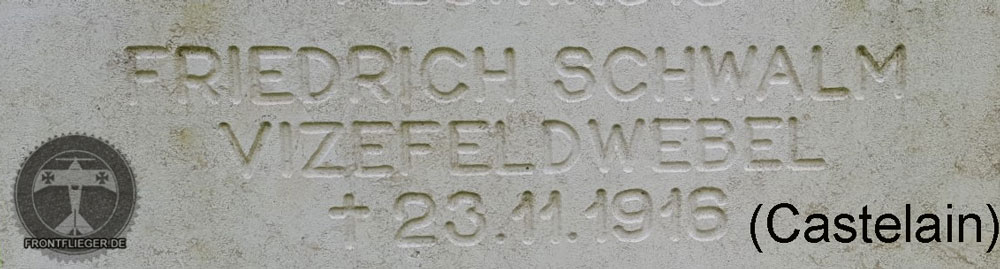 FRIEDRICH SCHWALM
VIZEFELDWEBEL
† 23.11.1916 (Castelain)
FRONTFLIEGER.DE